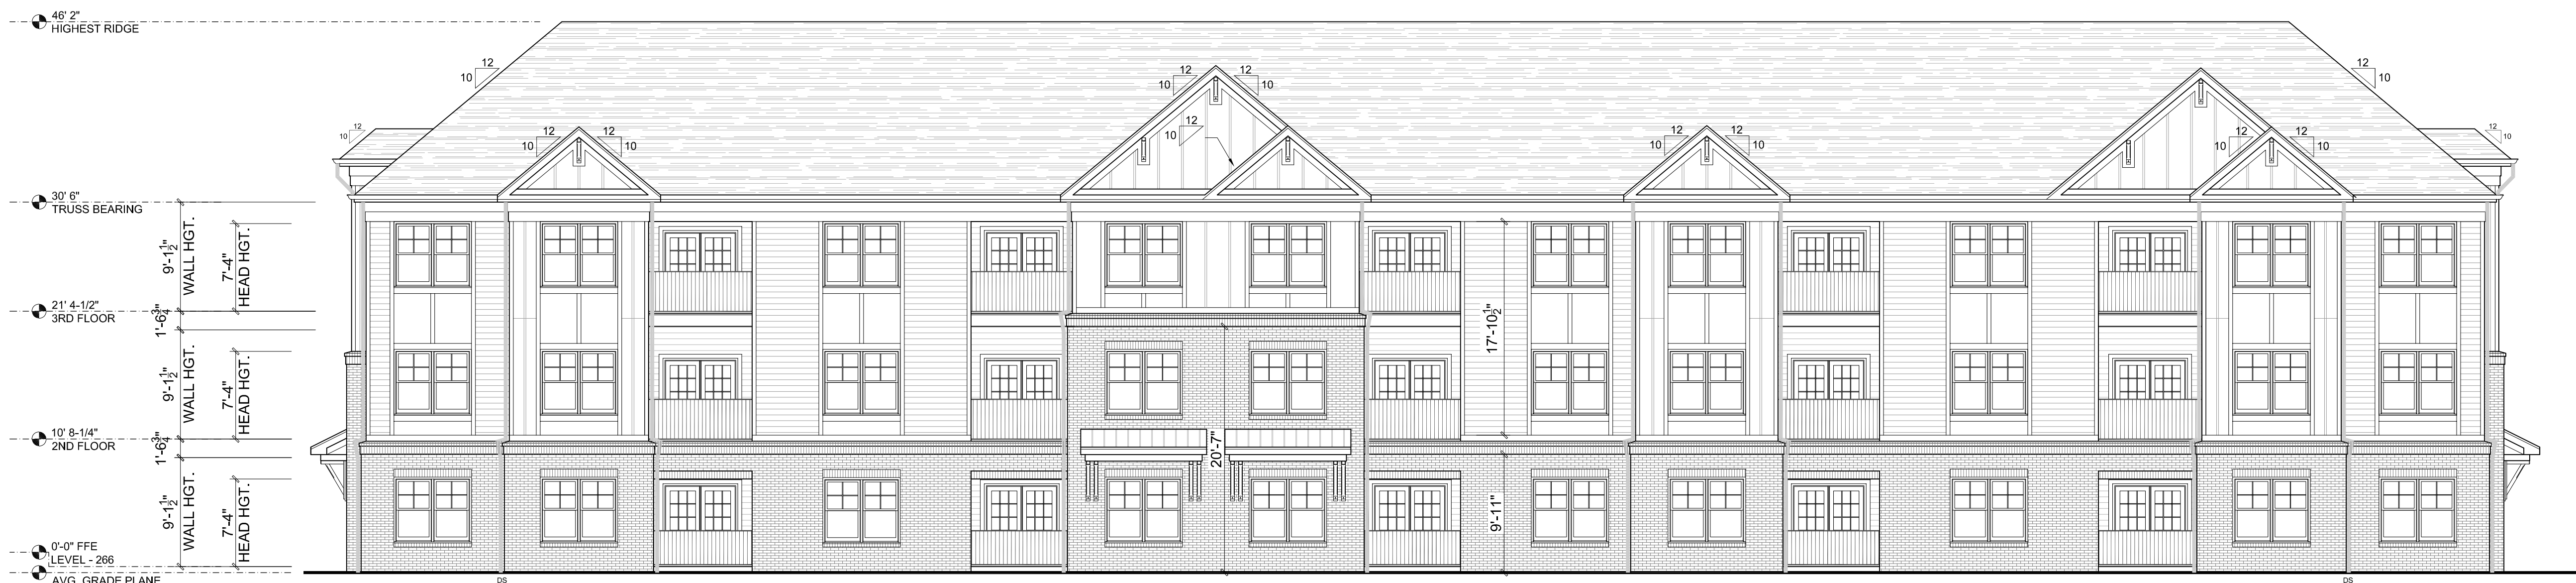 46' 2"
HIGHEST RIDGE
12
10
12
10
12
10
12
10
12
10
12
10
12
10
12
10
12
10
12
10
12
10
12
10
12
10
12
10
30' 6"
TRUSS BEARING
9'-1 1/2"
WALL HGT.
7'-4"
HEAD HGT.
21' 4-1/2"
3RD FLOOR
1'-6 3/4"
9'-1 1/2"
WALL HGT.
7'-4"
HEAD HGT.
17'-10 1/2"
10' 8-1/4"
2ND FLOOR
1'-6 3/4"
9'-1 1/2"
WALL HGT.
7'-4"
HEAD HGT.
20'-7"
9'-11"
0'-0" FFE
LEVEL - 266
AVG. GRADE PLANE
DS
DS